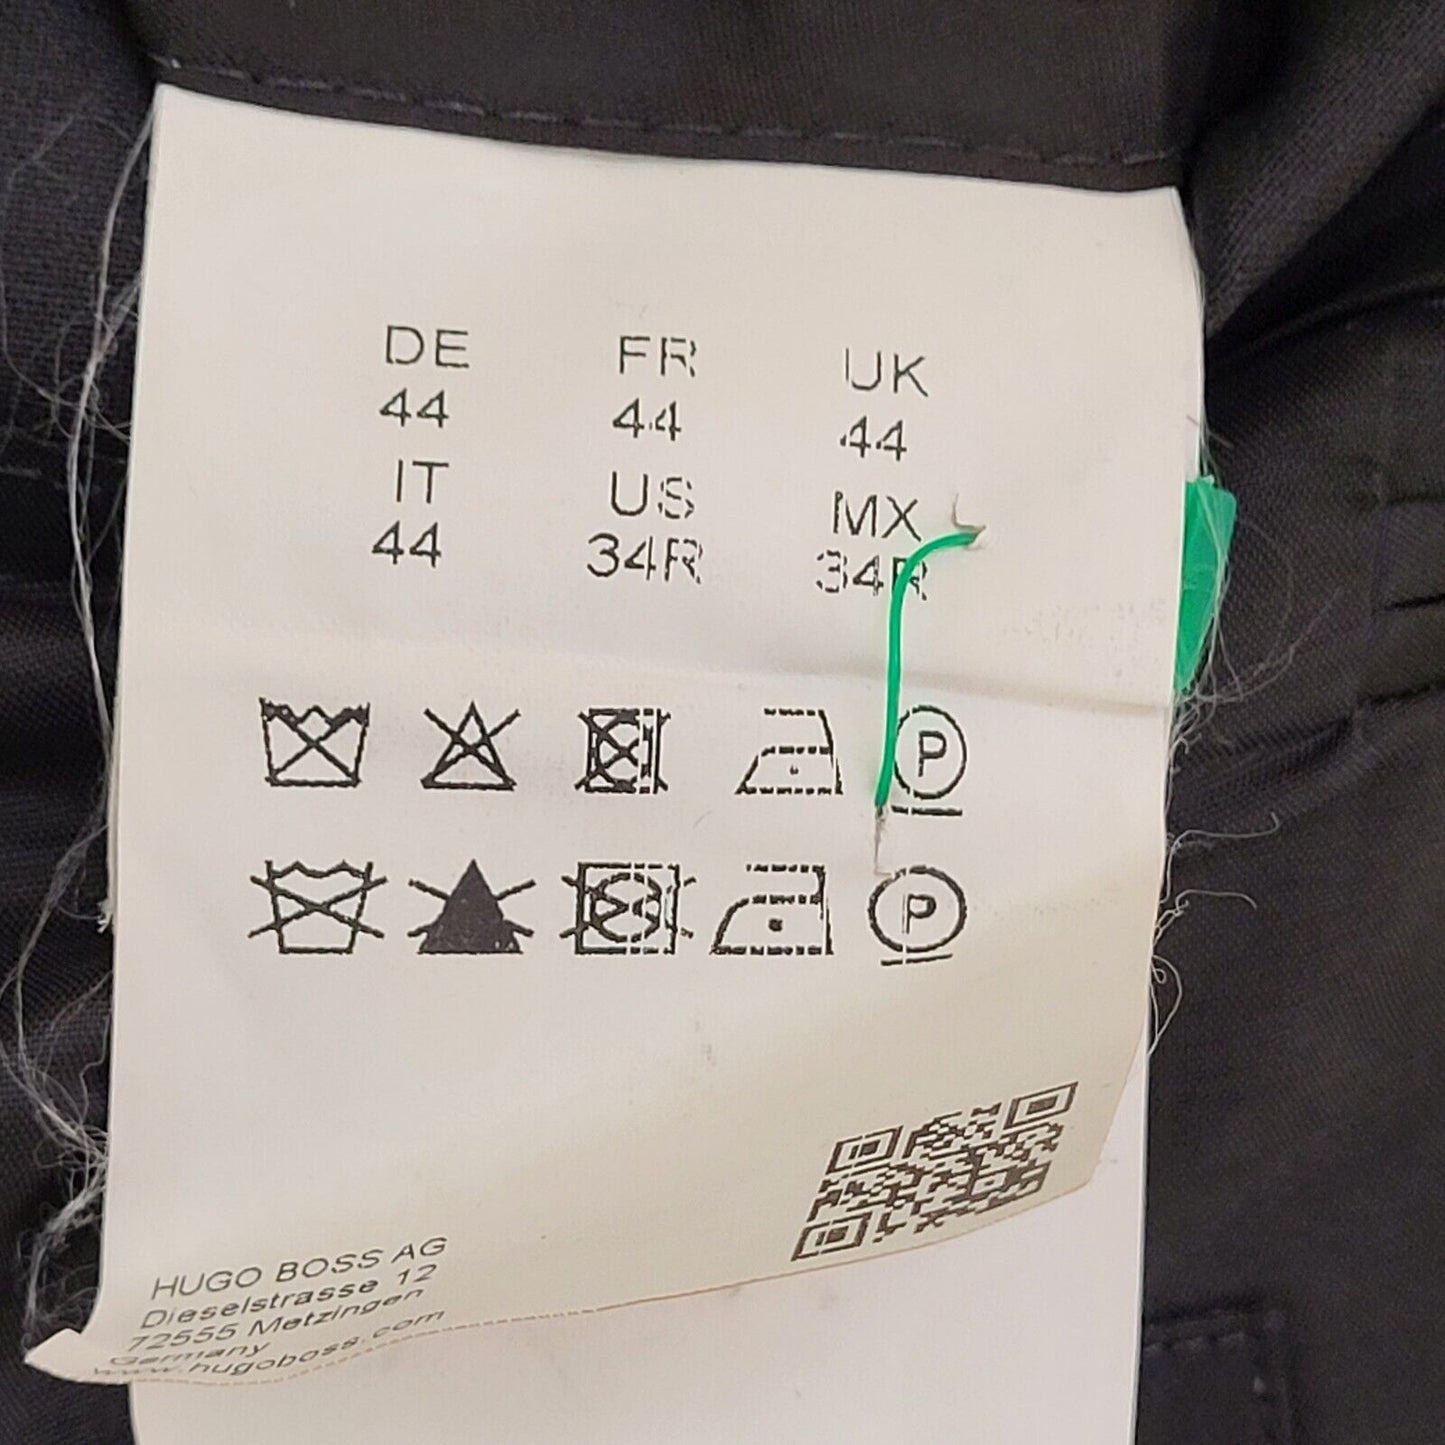 DE FR UK
44 44 44
IT US MX
44 34R 34R
P
P
HUGO BOSS AG
Dieselstrasse 12
72555 Metzingen
Germany
www.hugoboss.com